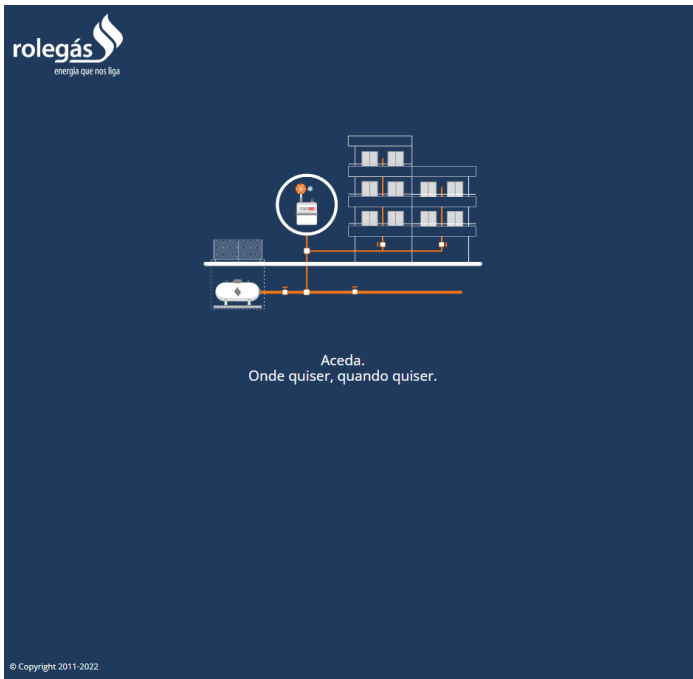 rolegás
energia que nos liga
Aceda.
Onde quiser, quando quiser.
© Copyright 2011-2022